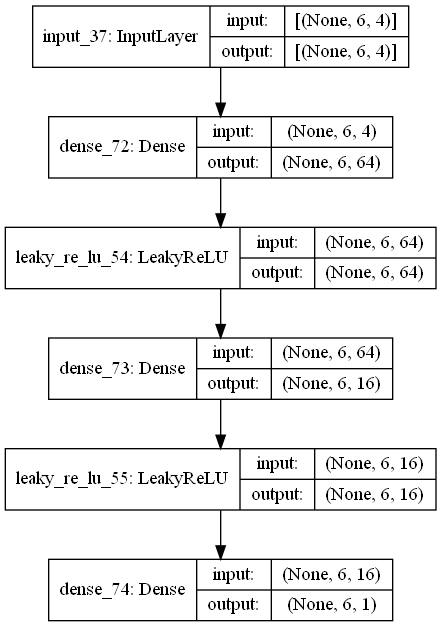 input_37: InputLayer input: [(None, 6, 4)]
output: [(None, 6, 4)]
dense_72: Dense input: (None, 6, 4)
output: (None, 6, 64)
leaky_re_lu_54: LeakyReLU input: (None, 6, 64)
output: (None, 6, 64)
dense_73: Dense input: (None, 6, 64)
output: (None, 6, 16)
leaky_re_lu_55: LeakyReLU input: (None, 6, 16)
output: (None, 6, 16)
dense_74: Dense input: (None, 6, 16)
output: (None, 6, 1)